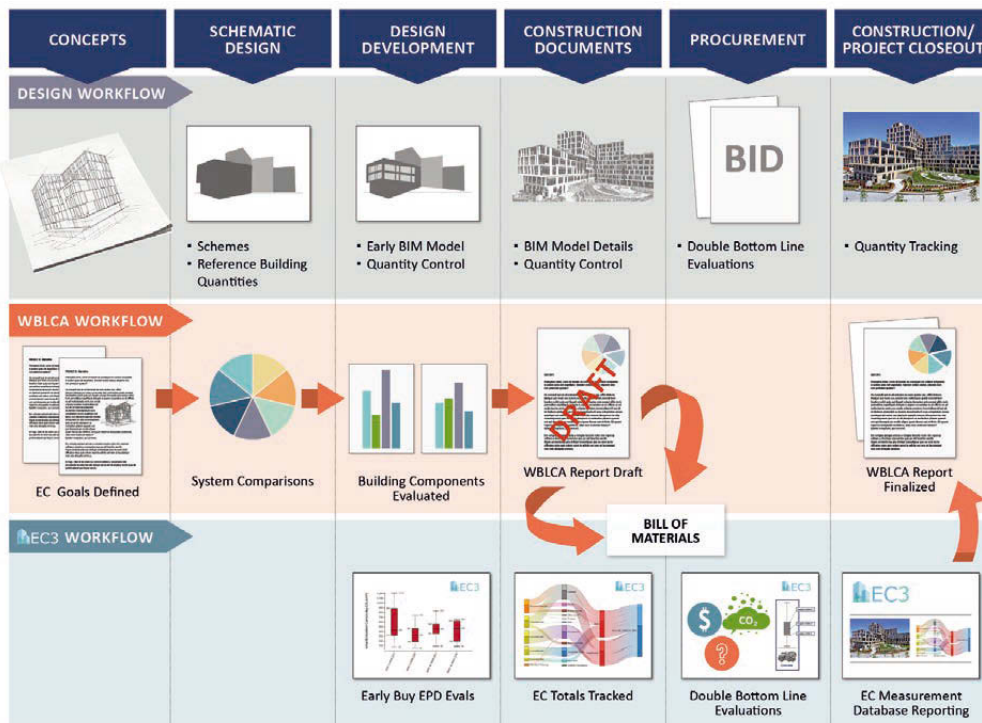 CONCEPTS
SCHEMATIC
DESIGN
DESIGN
DEVELOPMENT
CONSTRUCTION
DOCUMENTS
PROCUREMENT
CONSTRUCTION/
PROJECT CLOSEOUT
DESIGN WORKFLOW
• Schemes
• Reference Building
Quantities
• Early BIM Model
• Quantity Control
• BIM Model Details
• Quantity Control
BID
• Double Bottom Line
Evaluations
• Quantity Tracking
WBLCA WORKFLOW
EC Goals Defined
System Comparisons
Building Components
Evaluated
DRAFT
WBLCA Report Draft
WBLCA Report
Finalized
BILL OF
MATERIALS
EC3 WORKFLOW
EC3
Early Buy EPD Evals
EC3
EC Totals Tracked
EC3
$
CO2
?
Double Bottom Line
Evaluations
EC3
EC Measurement
Database Reporting